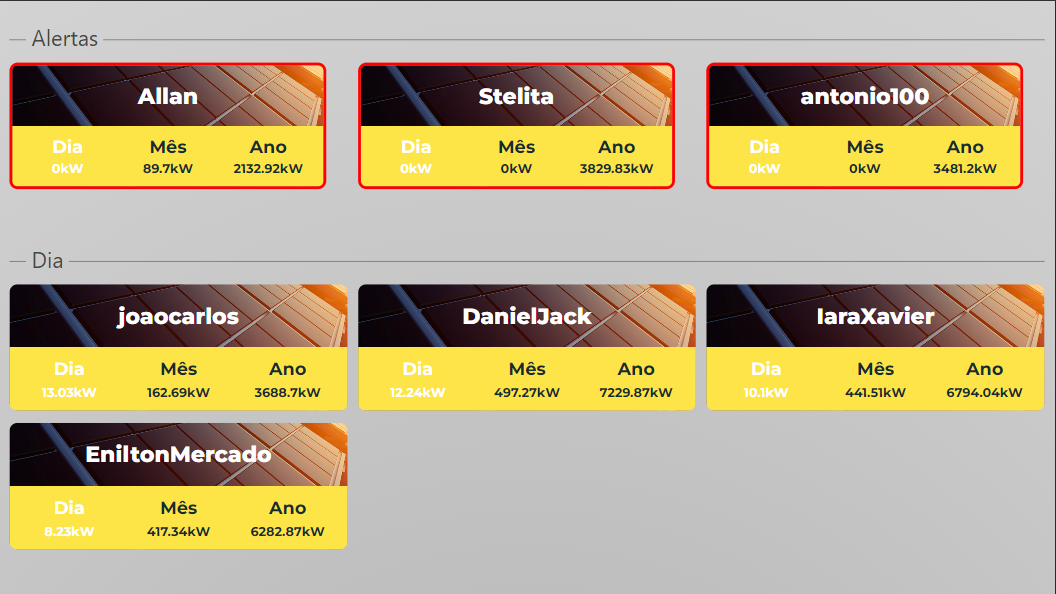 Alertas
Allan
Dia Mês Ano
0kW 89.7kW 2132.92kW
Stelita
Dia Mês Ano
0kW 0kW 3829.83kW
antonio100
Dia Mês Ano
0kW 0kW 3481.2kW
Dia
joaocarlos
Dia Mês Ano
13.03kW 162.69kW 3688.7kW
DanielJack
Dia Mês Ano
12.24kW 497.27kW 7229.87kW
IaraXavier
Dia Mês Ano
10.1kW 441.51kW 6794.04kW
EniltonMercado
Dia Mês Ano
8.23kW 417.34kW 6282.87kW